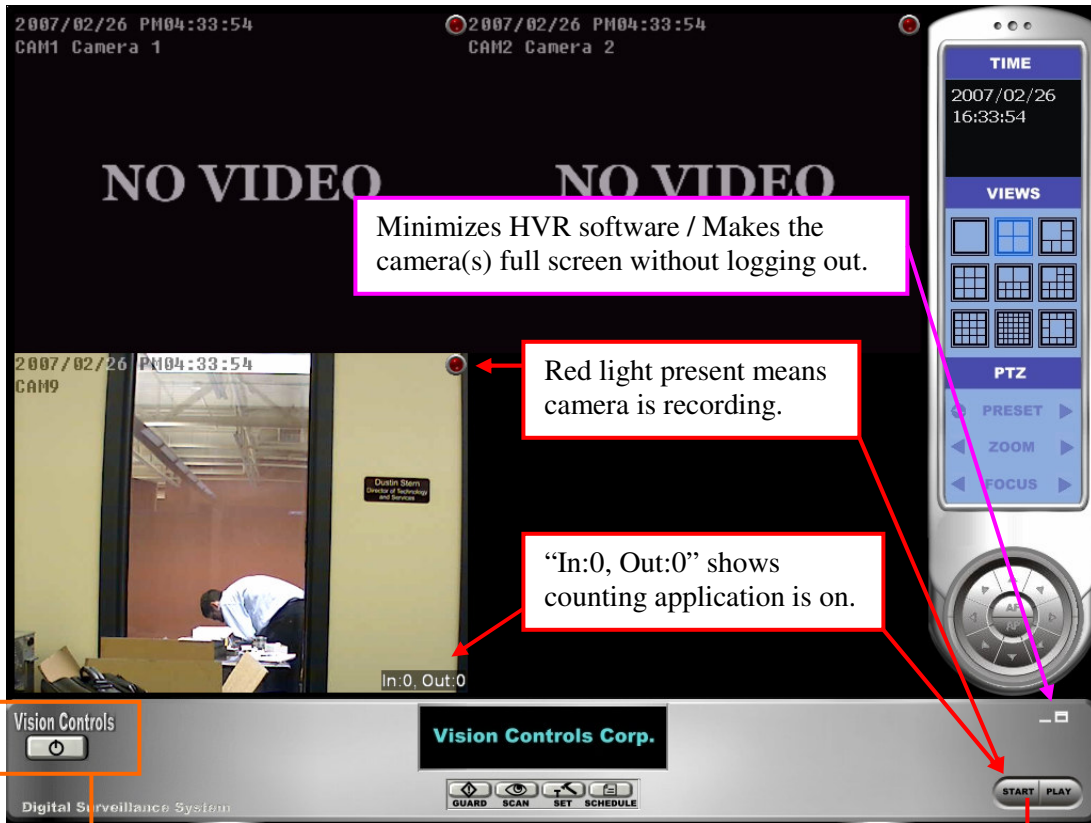 2007/02/26 PM04:33:54
CAM1 Camera 1
2007/02/26 PM04:33:54
CAM2 Camera 2
NO VIDEO
NO VIDEO
TIME
2007/02/26
16:33:54
VIEWS
Minimizes HVR software / Makes the
camera(s) full screen without logging out.
2007/02/26 PM04:33:54
CAM9
Red light present means
camera is recording.
PTZ
PRESET
ZOOM
FOCUS
Dustin Stern
Director of Technology
and Services
“In:0, Out:0” shows
counting application is on.
AF
AP
In:0, Out:0
Vision Controls
Vision Controls Corp.
GUARD SCAN SET SCHEDULE
START PLAY
Digital Surveillance System